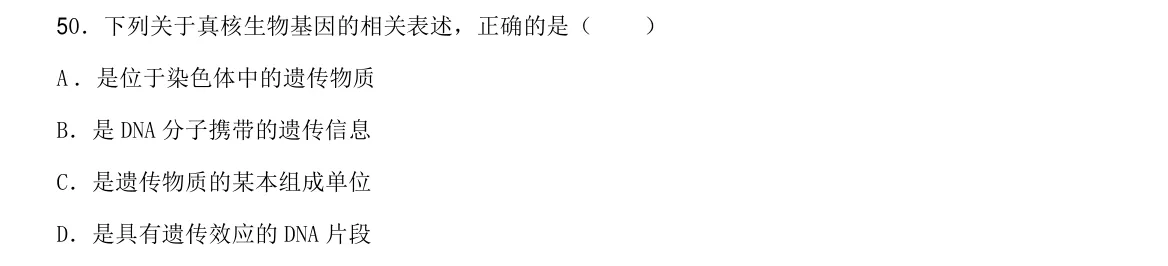 50．下列关于真核生物基因的相关表述，正确的是（　　）
A．是位于染色体中的遗传物质
B．是 DNA 分子携带的遗传信息
C．是遗传物质的某本组成单位
D．是具有遗传效应的 DNA 片段